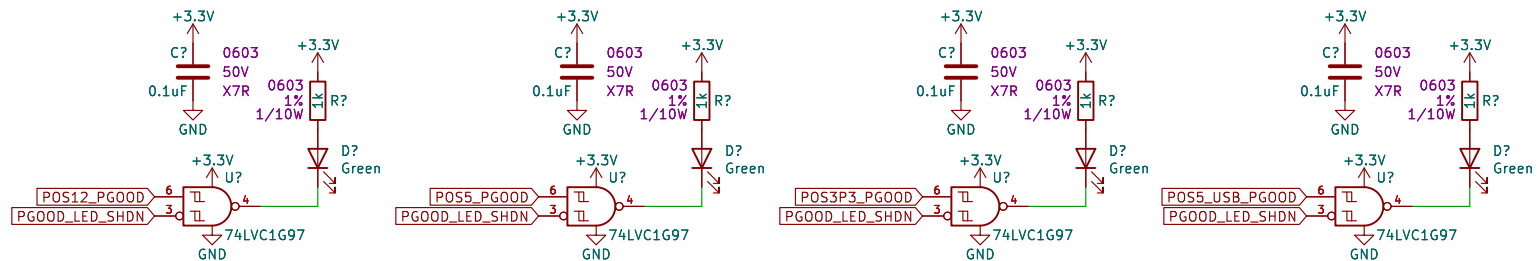 +3.3V
C?
0603
50V
X7R
0.1uF
GND
+3.3V
0603
1%
1/10W
1k
R?
D?
Green
+3.3V
U?
POS12_PGOOD
6
PGOOD_LED_SHDN
3
4
74LVC1G97
GND
+3.3V
C?
0603
50V
X7R
0.1uF
GND
+3.3V
0603
1%
1/10W
1k
R?
D?
Green
+3.3V
U?
POS5_PGOOD
6
PGOOD_LED_SHDN
3
4
74LVC1G97
GND
+3.3V
C?
0603
50V
X7R
0.1uF
GND
+3.3V
0603
1%
1/10W
1k
R?
D?
Green
+3.3V
U?
POS3P3_PGOOD
6
PGOOD_LED_SHDN
3
4
74LVC1G97
GND
+3.3V
C?
0603
50V
X7R
0.1uF
GND
+3.3V
0603
1%
1/10W
1k
R?
D?
Green
+3.3V
U?
POS5_USB_PGOOD
6
PGOOD_LED_SHDN
3
4
74LVC1G97
GND